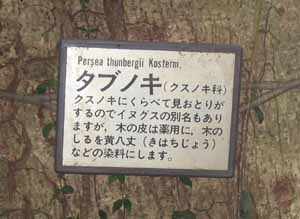 Persea thunbergii Kosterm.
タブノキ(クスノキ科)
クスノキにくらべて見おとりが
するのでイヌグスの別名もあり
ますが、木の皮は薬用に、木の
しるを黄八丈(きはちじょう)
などの染料にします。